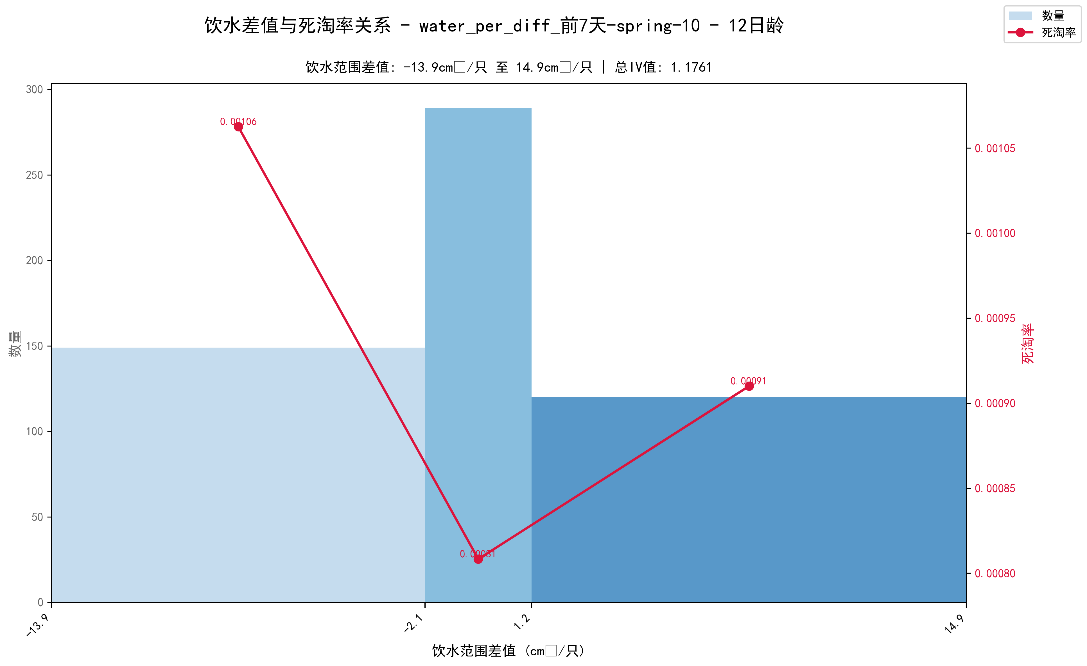 饮水差值与死淘率关系 - water_per_diff_前7天-spring-10 - 12日龄
数量
死淘率
饮水范围差值: -13.9cm□/只 至 14.9cm□/只 | 总IV值: 1.1761
300
250
200
150
100
50
0
数量
0.00106
0.00081
0.00091
0.00105
0.00100
0.00095
0.00090
0.00085
0.00080
死淘率
-13.9
-2.1
1.2
14.9
饮水范围差值 (cm□/只)